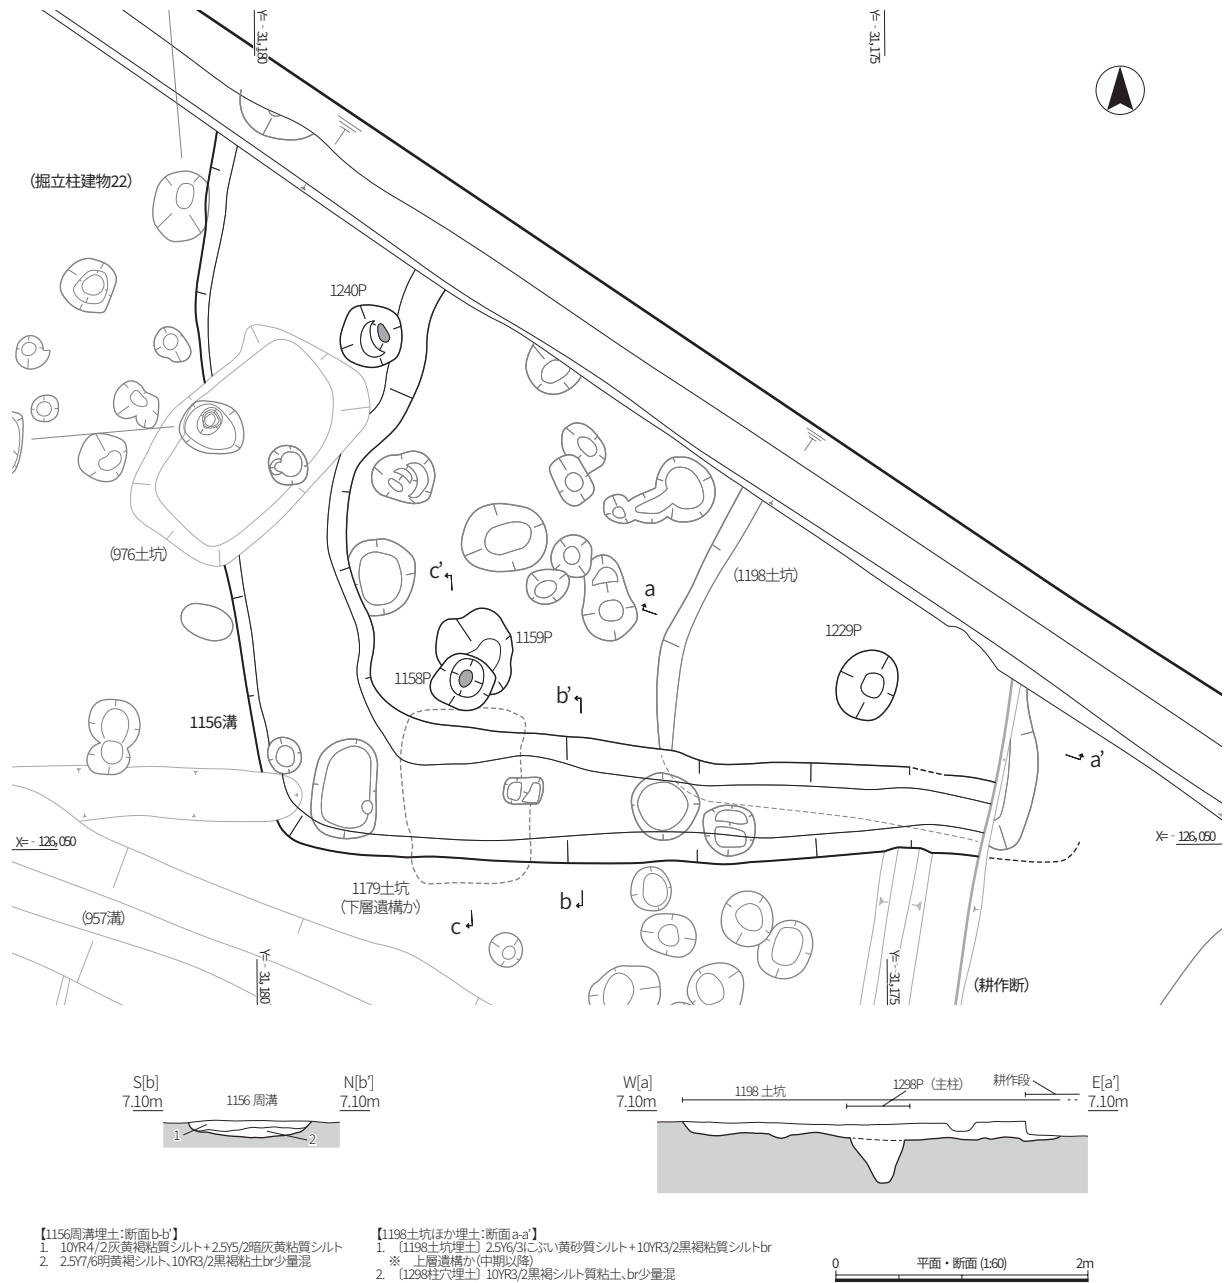 Y= - 31,180
Y= - 31,175
(掘立柱建物22)
1240P
(976土坑)
c'
a
(1198土坑)
1159P
1229P
1158P
b'
1156溝
a'
X= - 126,050
X= - 126,050
1179土坑
(下層遺構か)
b
(957溝)
c
Y= - 31,180
Y= - 31,175
(耕作断)
S[b]
7.10m
1156 周溝
N[b']
7.10m
1
2
W[a]
7.10m
1198 土坑
1298P (主柱)
耕作段
E[a']
7.10m
【1156周溝埋土:断面 b-b'】
1. 10YR4/2灰黄褐粘質シルト+2.5Y5/2暗灰黄粘質シルト
2. 2.5Y7/6明黄褐シルト、10YR3/2黒褐粘土br少量混
【1198土坑ほか埋土:断面 a-a'】
1. 〔1198土坑埋土〕 2.5Y6/3にぶい黄砂質シルト+10YR3/2黒褐粘質シルトbr
※ 上層遺構か(中期以降)
2. 〔1298柱穴埋土〕 10YR3/2黒褐シルト質粘土、br少量混
0 平面・断面 (1:60) 2m